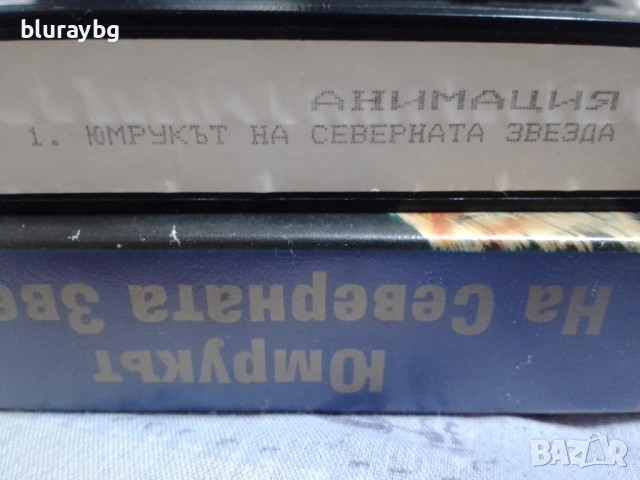 bluraybg
АНИМАЦИЯ
1. ЮМРУКЪТ НА СЕВЕРНАТА ЗВЕЗДА
Юмрукът
На Северната Зве
BAZAR